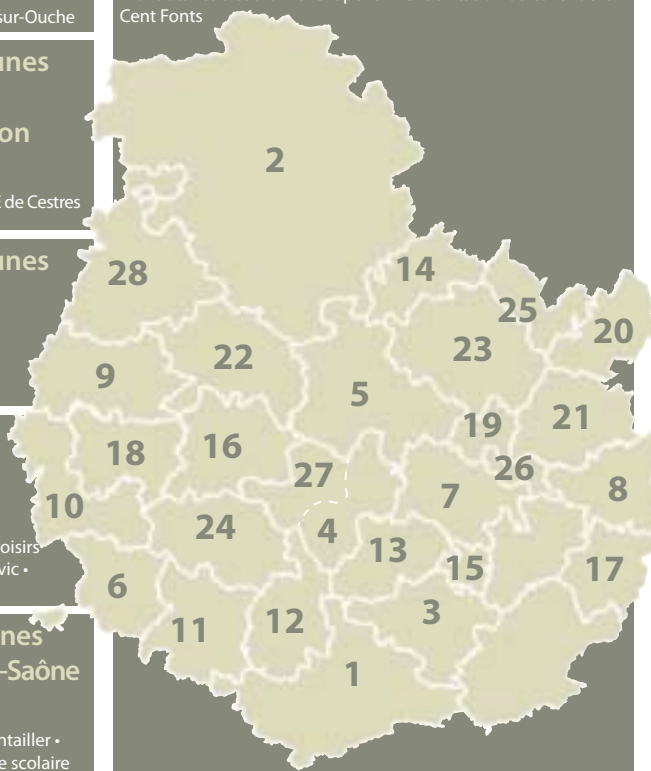 sur-Ouche
Cent Fonts
unes
on
de Cestres
unes
oisirs
vic •
nes
-Saône
ntailler •
e scolaire
2
28
14
25
20
22
23
9
5
21
19
18
16
27
26
8
7
10
24
4
13
15
17
6
3
11
12
1